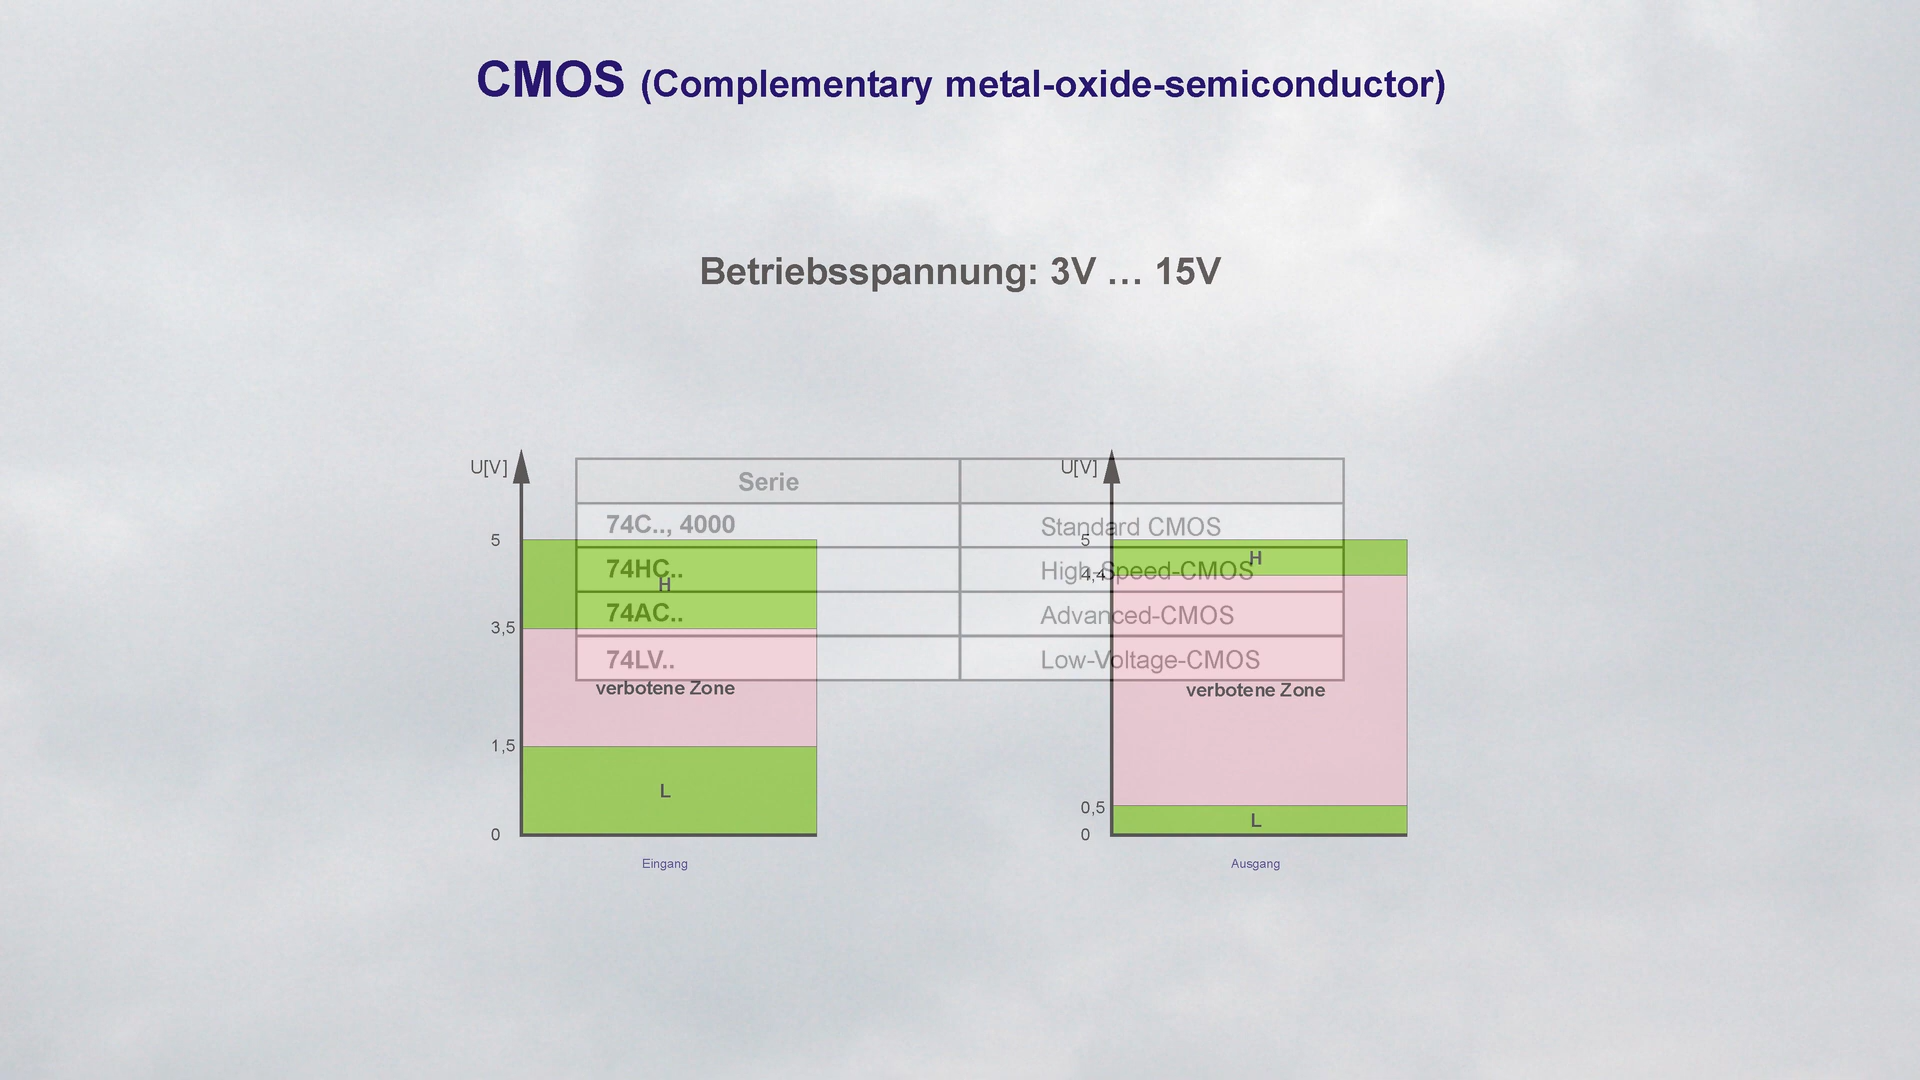 CMOS (Complementary metal-oxide-semiconductor)
Betriebsspannung: 3V … 15V
Serie
74C.., 4000 Standard CMOS
74HC.. High-Speed-CMOS
74AC.. Advanced-CMOS
74LV.. Low-Voltage-CMOS
U[V]
5
H
3,5
verbotene Zone
1,5
L
0
Eingang
U[V]
5
H
4,4
verbotene Zone
0,5
L
0
Ausgang